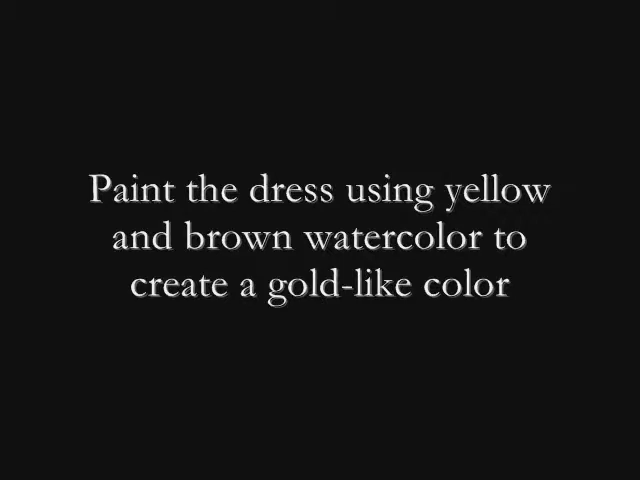 Paint the dress using yellow
and brown watercolor to
create a gold-like color